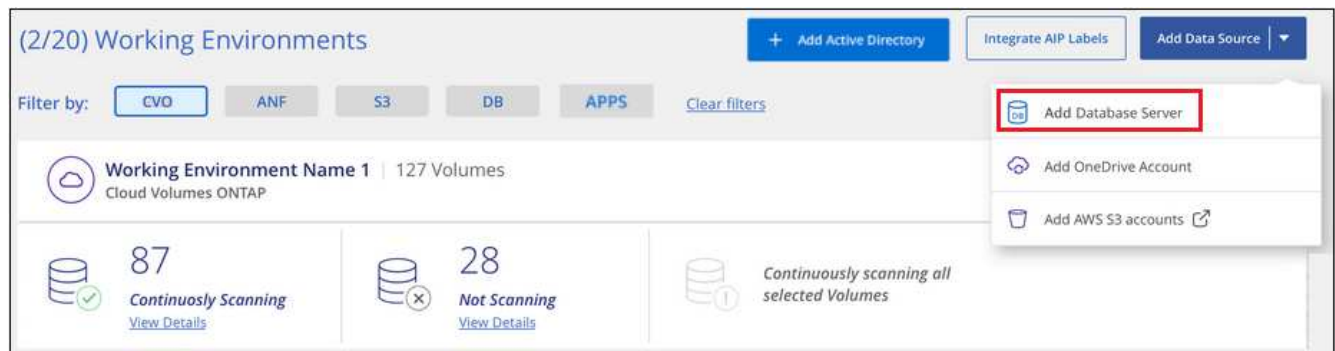 (2/20) Working Environments
+ Add Active Directory
Integrate AIP Labels
Add Data Source
Filter by:
CVO
ANF
S3
DB
APPS
Clear filters
DB
Add Database Server
Add OneDrive Account
Add AWS S3 accounts
Working Environment Name 1 | 127 Volumes
Cloud Volumes ONTAP
87
Continuosly Scanning
View Details
28
Not Scanning
View Details
Continuously scanning all
selected Volumes